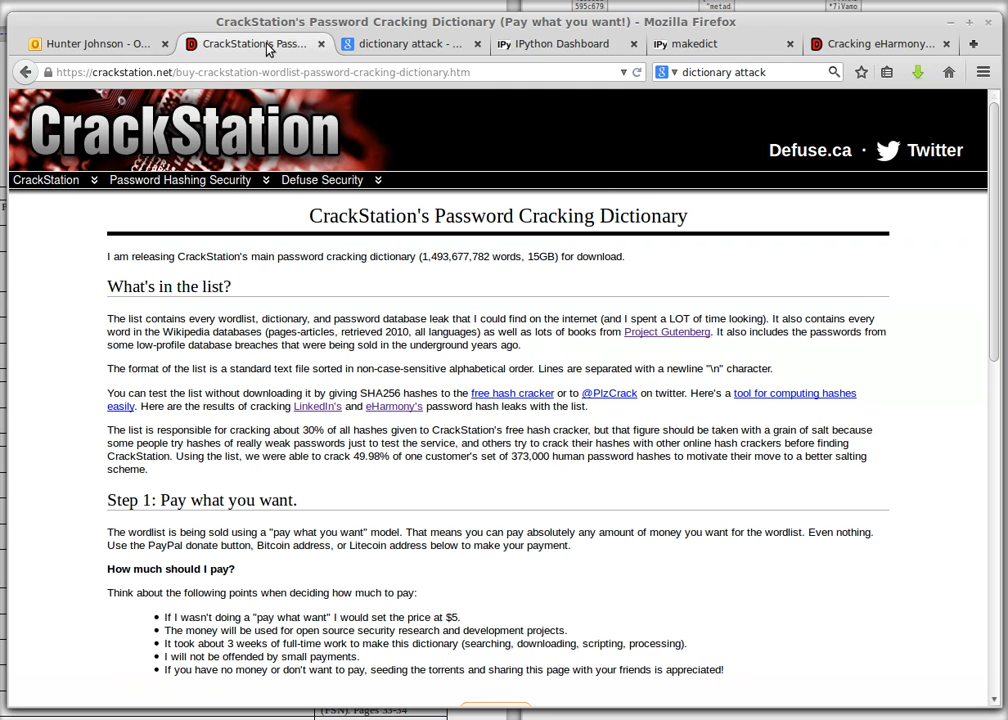 595c679
"metad
*7iVamo
CrackStation's Password Cracking Dictionary (Pay what you want!) - Mozilla Firefox
Hunter Johnson - O...
CrackStation's Pass...
dictionary attack - ...
IPy IPython Dashboard
IPy makedict
Cracking eHarmony...
https://crackstation.net/buy-crackstation-wordlist-password-cracking-dictionary.htm
dictionary attack
CrackStation
Defuse.ca · Twitter
CrackStation
Password Hashing Security
Defuse Security
CrackStation's Password Cracking Dictionary
I am releasing CrackStation's main password cracking dictionary (1,493,677,782 words, 15GB) for download.
What's in the list?
The list contains every wordlist, dictionary, and password database leak that I could find on the internet (and I spent a LOT of time looking). It also contains every
word in the Wikipedia databases (pages-articles, retrieved 2010, all languages) as well as lots of books from Project Gutenberg. It also includes the passwords from
some low-profile database breaches that were being sold in the underground years ago.
The format of the list is a standard text file sorted in non-case-sensitive alphabetical order. Lines are separated with a newline "\n" character.
You can test the list without downloading it by giving SHA256 hashes to the free hash cracker or to @PlzCrack on twitter. Here's a tool for computing hashes
easily. Here are the results of cracking LinkedIn's and eHarmony's password hash leaks with the list.
The list is responsible for cracking about 30% of all hashes given to CrackStation's free hash cracker, but that figure should be taken with a grain of salt because
some people try hashes of really weak passwords just to test the service, and others try to crack their hashes with other online hash crackers before finding
CrackStation. Using the list, we were able to crack 49.98% of one customer's set of 373,000 human password hashes to motivate their move to a better salting
scheme.
Step 1: Pay what you want.
The wordlist is being sold using a "pay what you want" model. That means you can pay absolutely any amount of money you want for the wordlist. Even nothing.
Use the PayPal donate button, Bitcoin address, or Litecoin address below to make your payment.
How much should I pay?
Think about the following points when deciding how much to pay:
• If I wasn't doing a "pay what want" I would set the price at $5.
• The money will be used for open source security research and development projects.
• It took about 3 weeks of full-time work to make this dictionary (searching, downloading, scripting, processing).
• I will not be offended by small payments.
• If you have no money or don't want to pay, seeding the torrents and sharing this page with your friends is appreciated!
(FSN). Pages 33-34